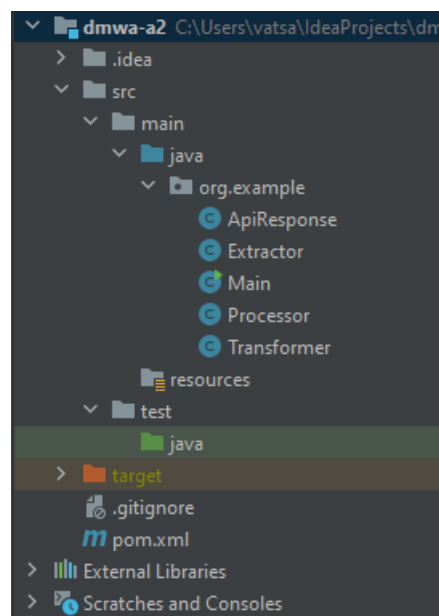 dmwa-a2 C:\Users\vatsa\IdeaProjects\dm
.idea
src
main
java
org.example
ApiResponse
Extractor
Main
Processor
Transformer
resources
test
java
target
.gitignore
pom.xml
External Libraries
Scratches and Consoles